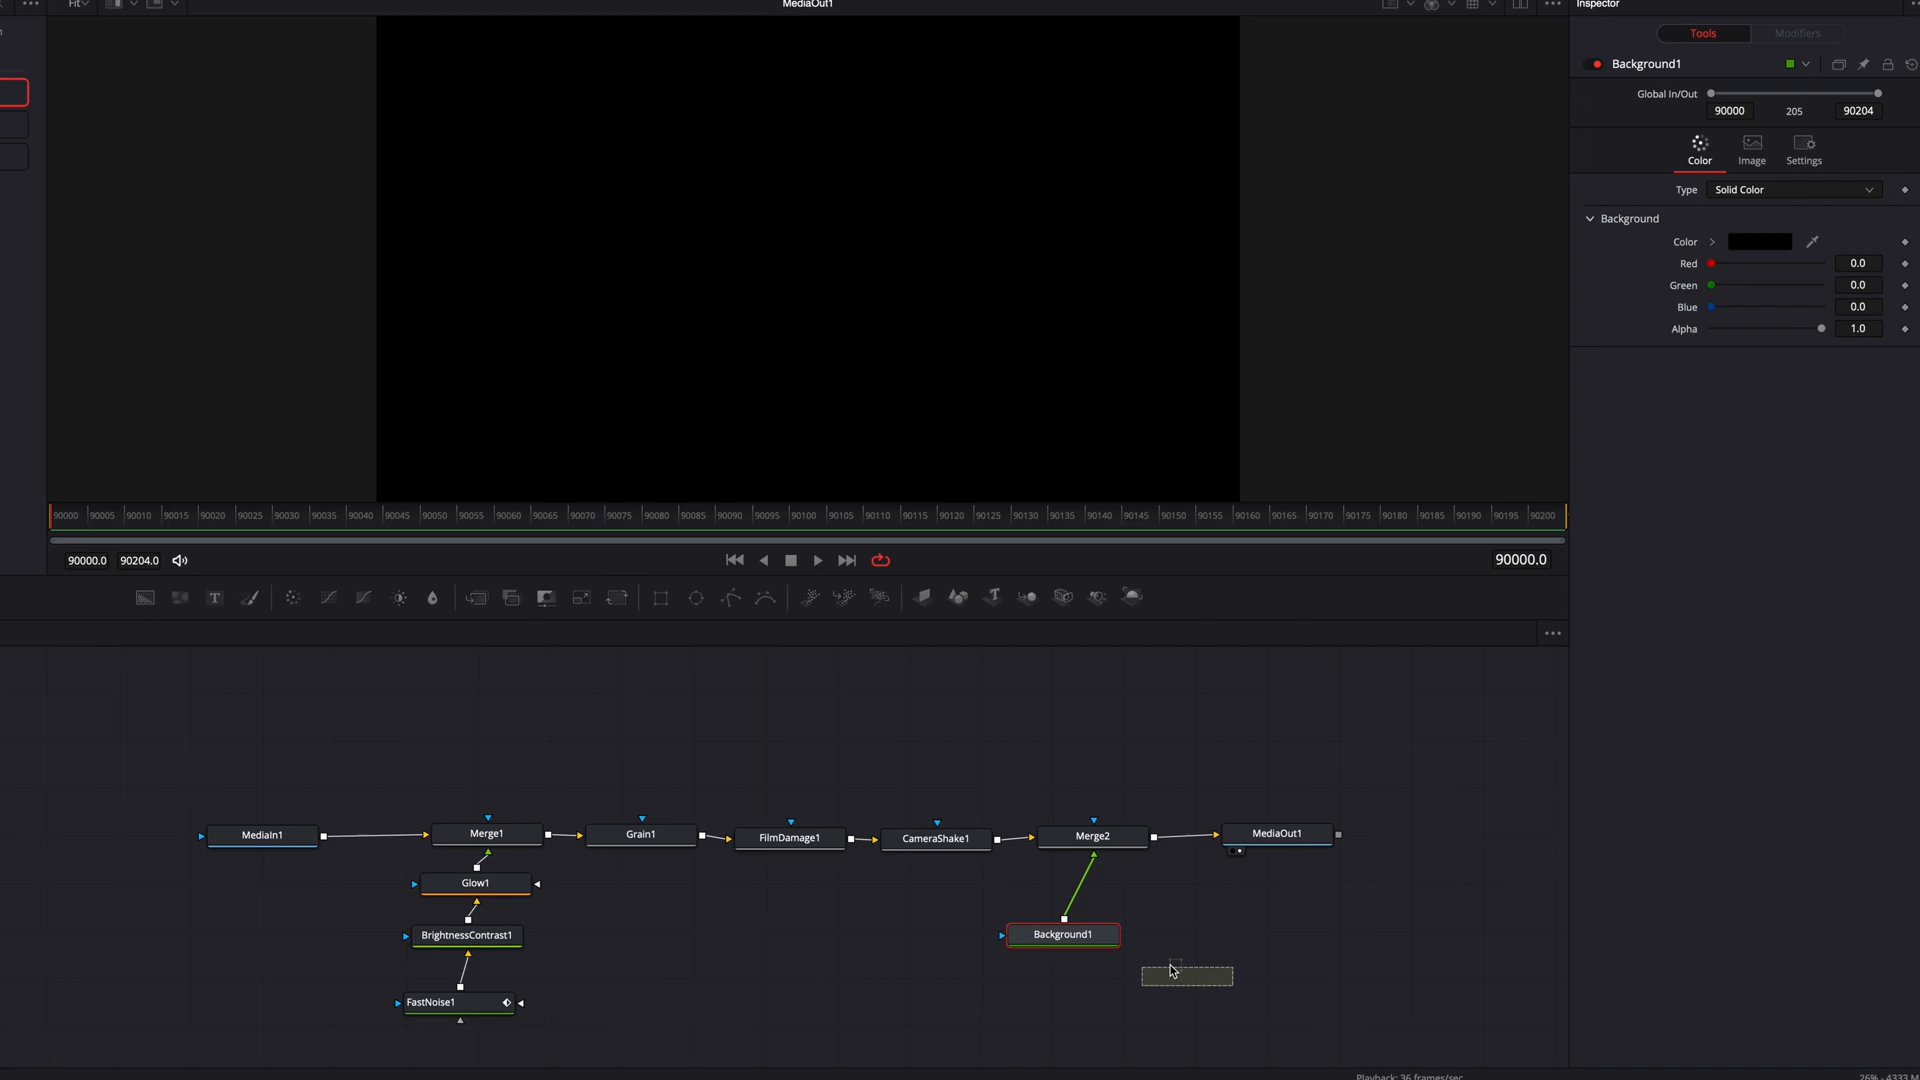 Fit
MediaOut1
Inspector
Tools
Modifiers
Background1
Global In/Out
90000
205
90204
Color
Image
Settings
Type
Solid Color
Background
Color
Red
0.0
Green
0.0
Blue
0.0
Alpha
1.0
90000 90005 90010 90015 90020 90025 90030 90035 90040 90045 90050 90055 90060 90065 90070 90075 90080 90085 90090 90095 90100 90105 90110 90115 90120 90125 90130 90135 90140 90145 90150 90155 90160 90165 90170 90175 90180 90185 90190 90195 90200
90000.0
90204.0
90000.0
T
MediaIn1
Merge1
Grain1
FilmDamage1
CameraShake1
Merge2
MediaOut1
Glow1
BrightnessContrast1
Background1
FastNoise1
Playback: 36 frames/sec
26% - 4333 M